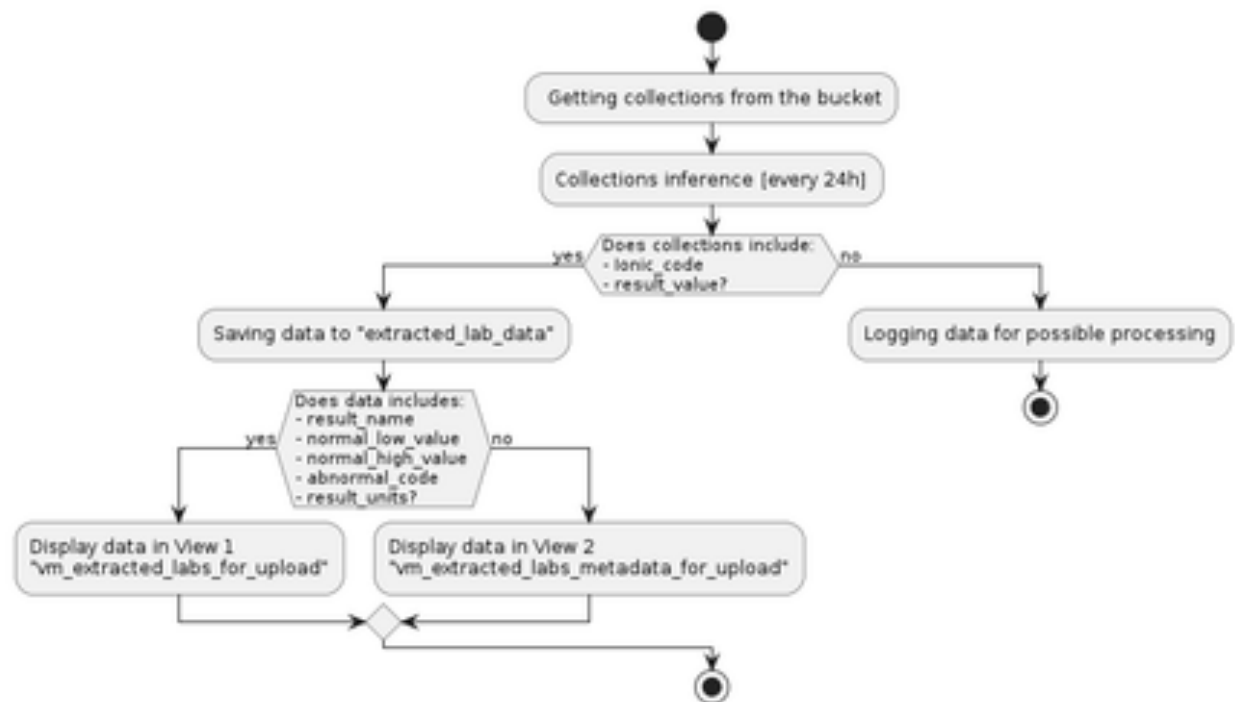 Getting collections from the bucket
Collections inference [every 24h]
Does collections include:
- Ionic_code
- result_value?
yes
no
Saving data to "extracted_lab_data"
Logging data for possible processing
Does data includes:
- result_name
- normal_low_value
- normal_high_value
- abnormal_code
- result_units?
yes
no
Display data in View 1
"vm_extracted_labs_for_upload"
Display data in View 2
"vm_extracted_labs_metadata_for_upload"